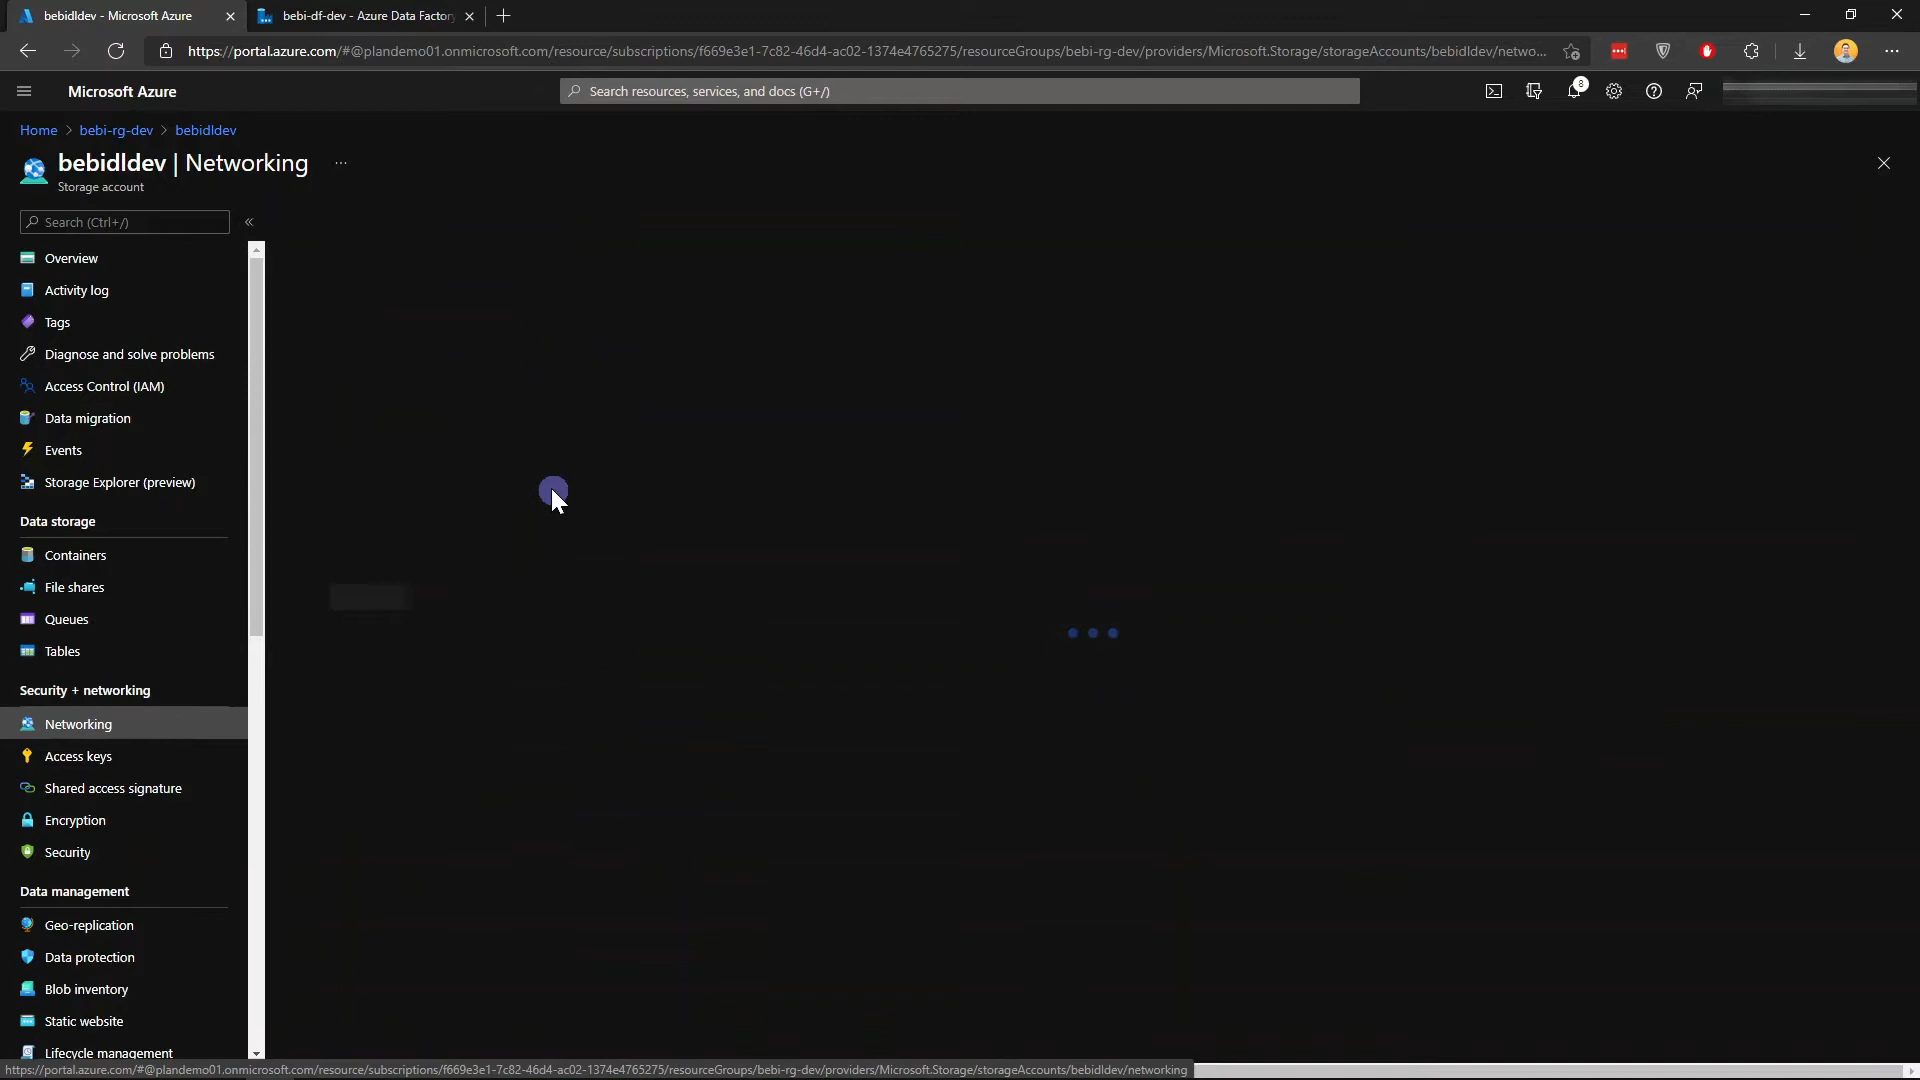 bebidldev - Microsoft Azure
bebi-df-dev - Azure Data Factory
https://portal.azure.com/#@plandemo01.onmicrosoft.com/resource/subscriptions/f669e3e1-7c82-46d4-ac02-1374e4765275/resourceGroups/bebi-rg-dev/providers/Microsoft.Storage/storageAccounts/bebidldev/netwo...
Microsoft Azure
Search resources, services, and docs (G+/)
8
Home > bebi-rg-dev > bebidldev
bebidldev | Networking ...
Storage account
Search (Ctrl+/)
«
Overview
Activity log
Tags
Diagnose and solve problems
Access Control (IAM)
Data migration
Events
Storage Explorer (preview)
Data storage
Containers
File shares
Queues
Tables
Security + networking
Networking
Access keys
Shared access signature
Encryption
Security
Data management
Geo-replication
Data protection
Blob inventory
Static website
Lifecycle management
https://portal.azure.com/#@plandemo01.onmicrosoft.com/resource/subscriptions/f669e3e1-7c82-46d4-ac02-1374e4765275/resourceGroups/bebi-rg-dev/providers/Microsoft.Storage/storageAccounts/bebidldev/networking